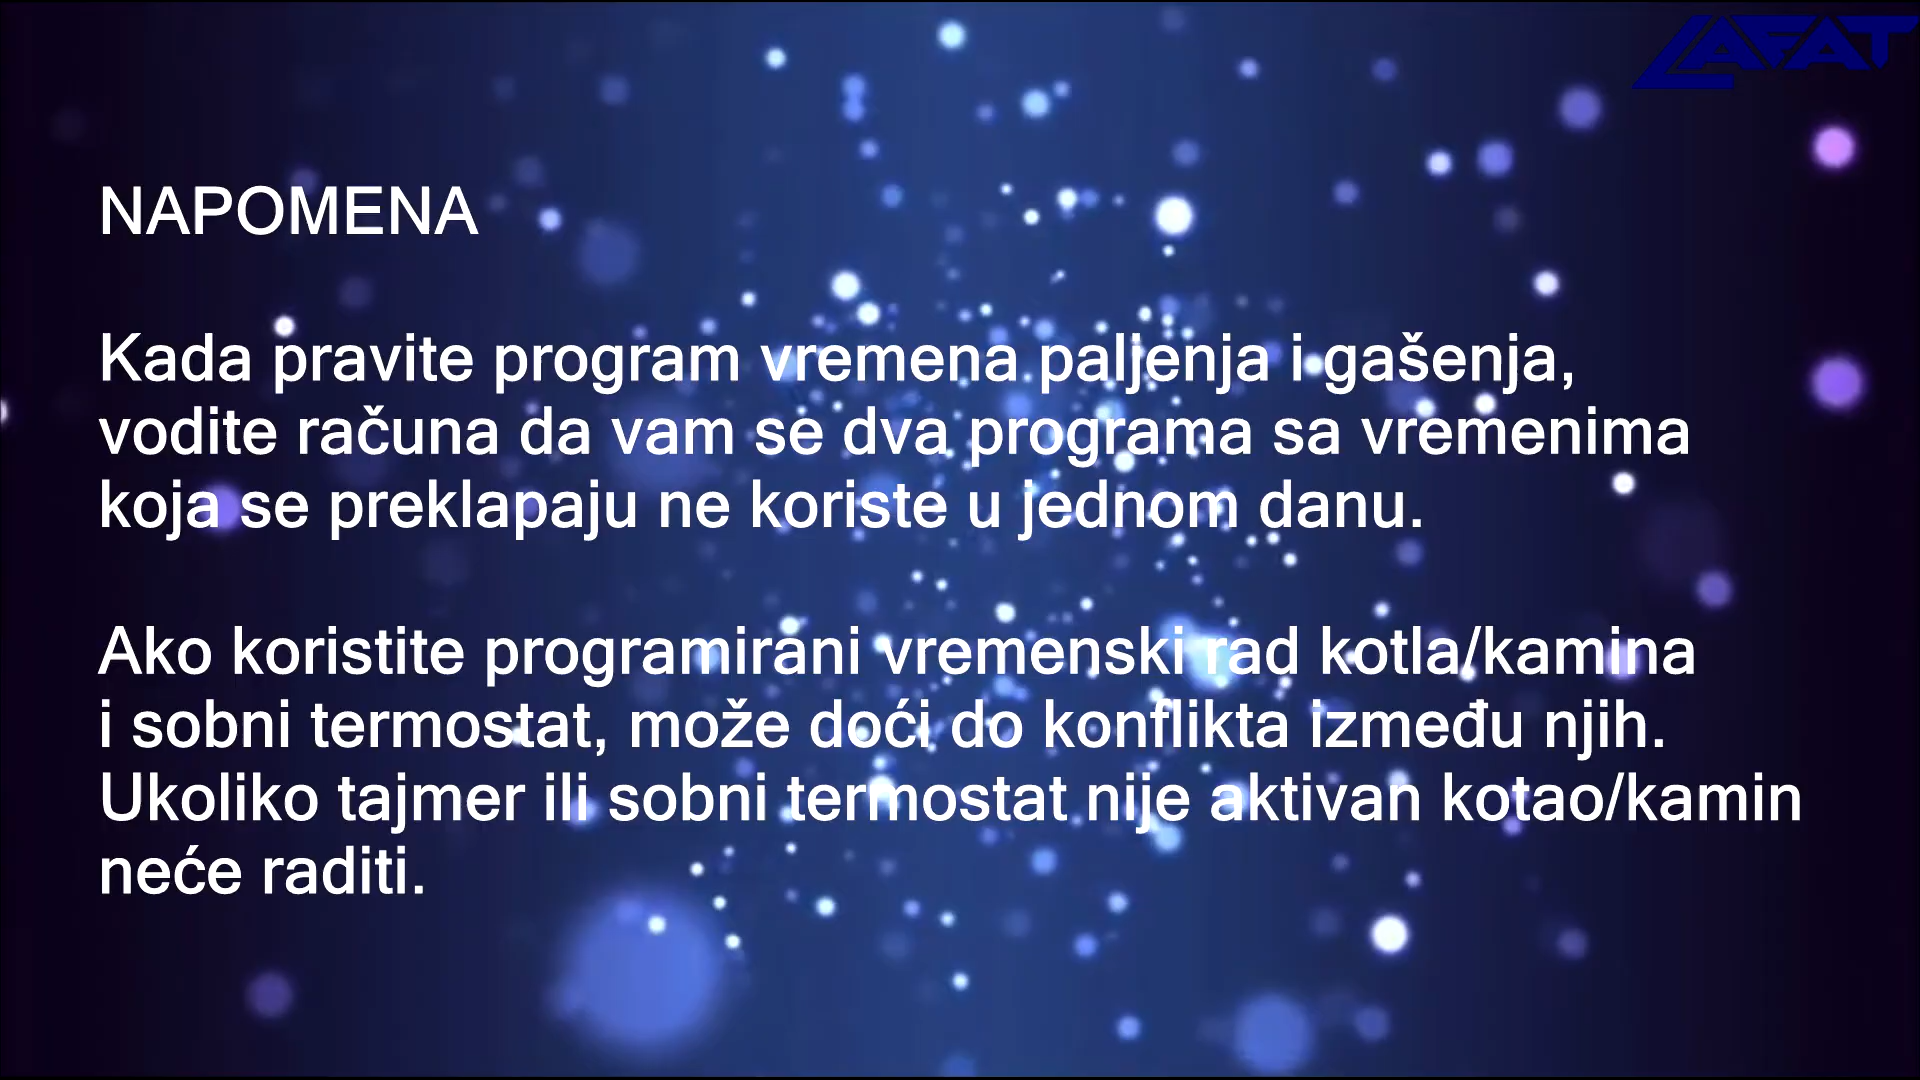 LAFAT
NAPOMENA
Kada pravite program vremena paljenja i gašenja,
vodite računa da vam se dva programa sa vremenima
koja se preklapaju ne koriste u jednom danu.
Ako koristite programirani vremenski rad kotla/kamina
i sobni termostat, može doći do konflikta između njih.
Ukoliko tajmer ili sobni termostat nije aktivan kotao/kamin
neće raditi.